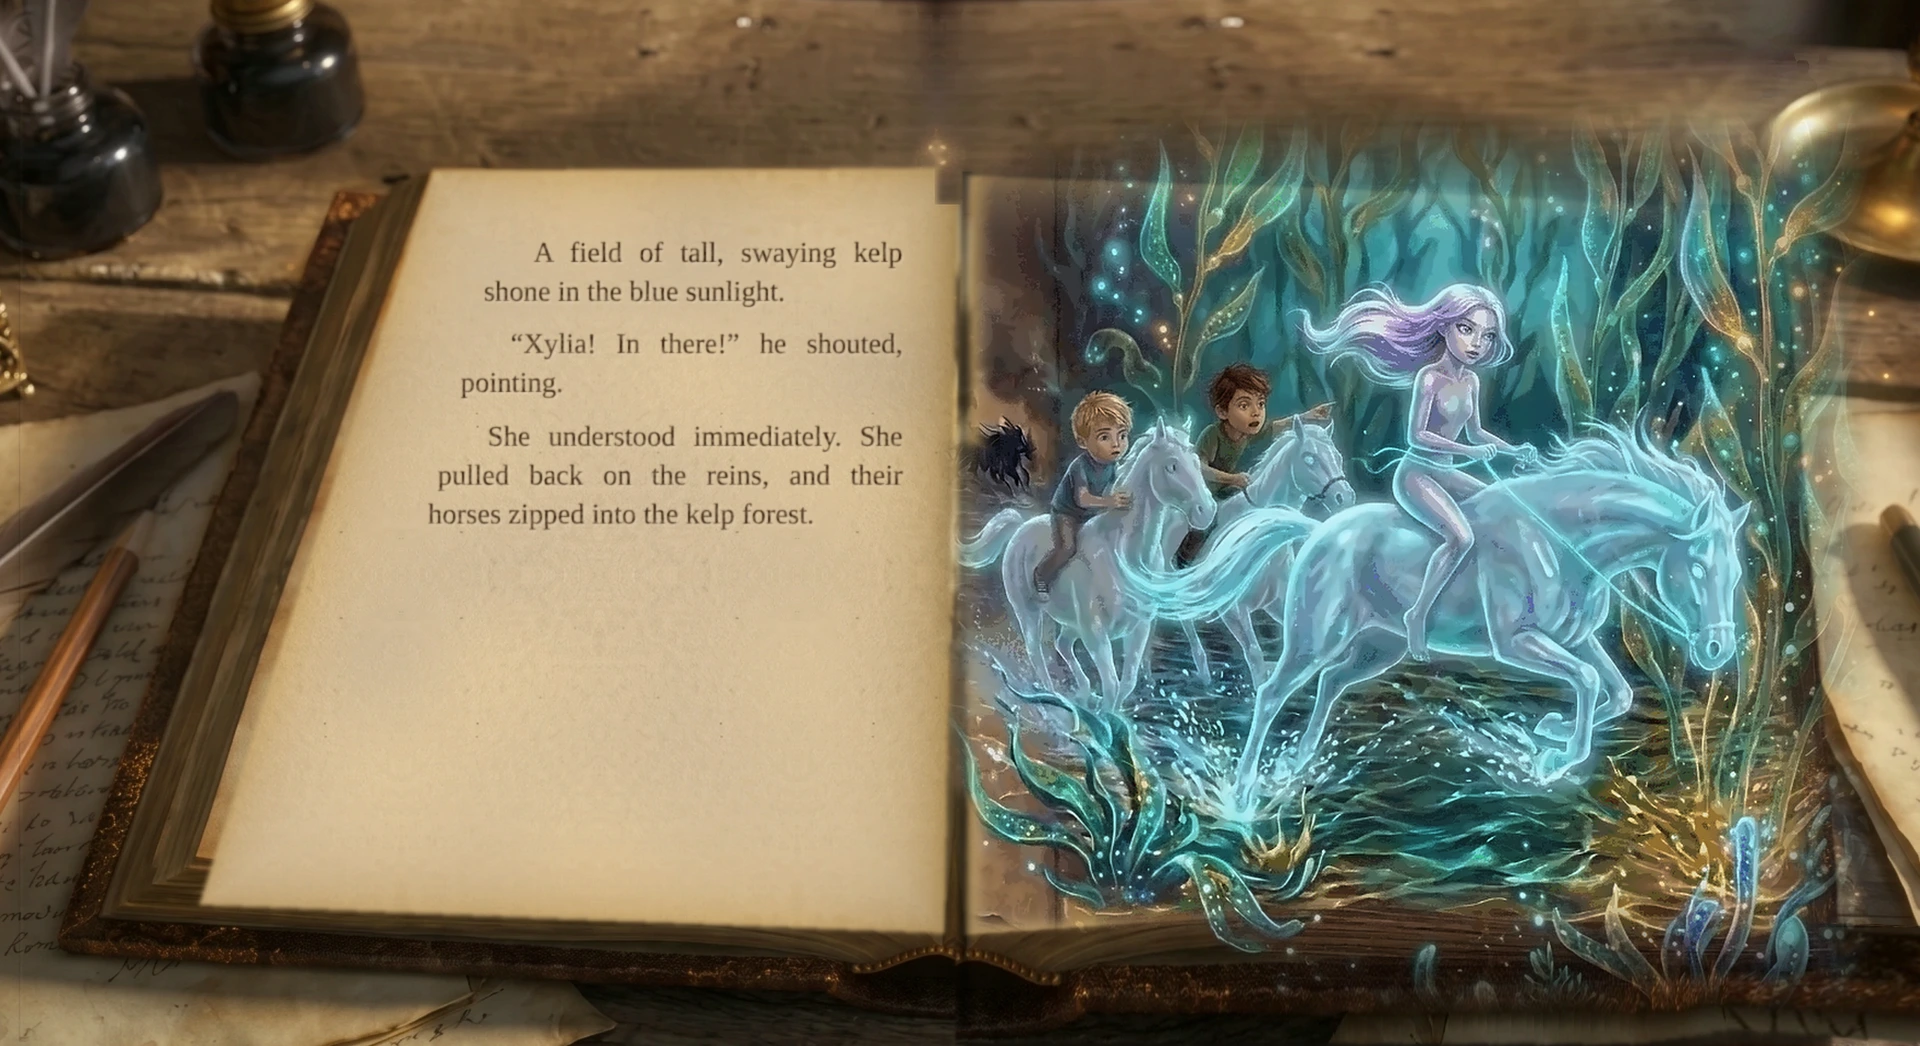 A field of tall, swaying kelp
shone in the blue sunlight.
“Xylia! In there!” he shouted,
pointing.
She understood immediately. She
pulled back on the reins, and their
horses zipped into the kelp forest.